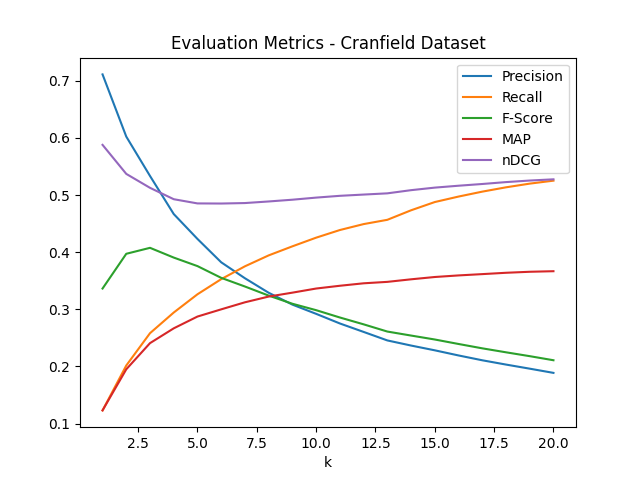 Evaluation Metrics - Cranfield Dataset
Precision
Recall
F-Score
MAP
nDCG
0.7
0.6
0.5
0.4
0.3
0.2
0.1
2.5 5.0 7.5 10.0 12.5 15.0 17.5 20.0
k